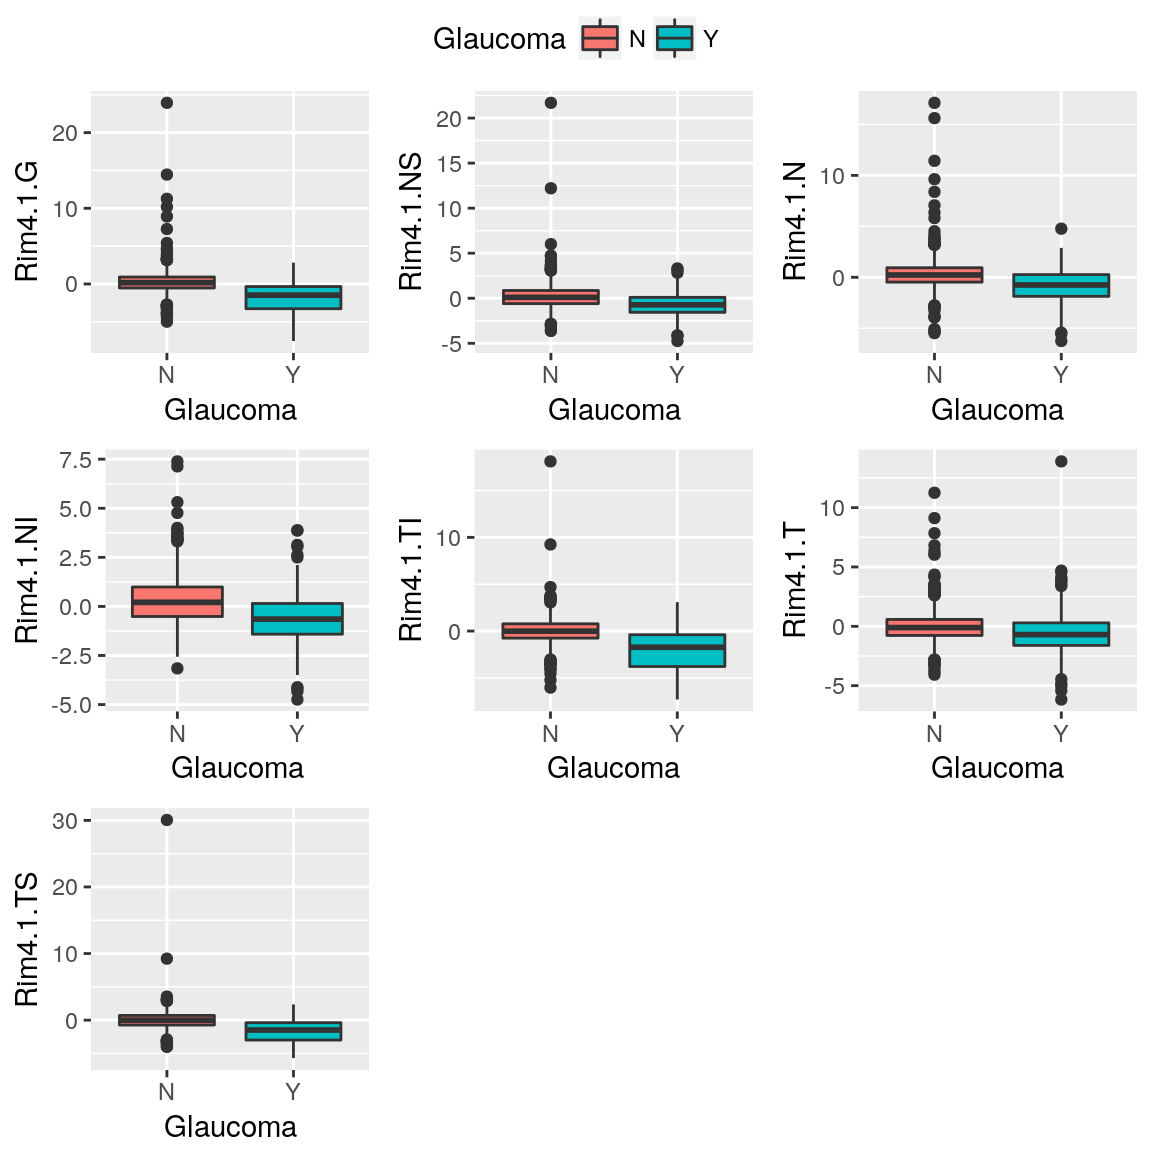 Glaucoma N Y
Rim4.1.G
20
10
0
N Y
Glaucoma
Rim4.1.NS
20
15
10
5
0
-5
N Y
Glaucoma
Rim4.1.N
10
0
N Y
Glaucoma
Rim4.1.NI
7.5
5.0
2.5
0.0
-2.5
-5.0
N Y
Glaucoma
Rim4.1.TI
10
0
N Y
Glaucoma
Rim4.1.T
10
5
0
-5
N Y
Glaucoma
Rim4.1.TS
30
20
10
0
N Y
Glaucoma